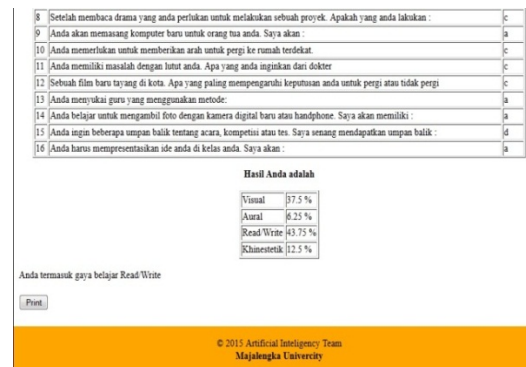 8 Setelah membaca drama yang anda perlukan untuk melakukan sebuah proyek. Apakah yang anda lakukan : c
9 Anda akan memasang komputer baru untuk orang tua anda. Saya akan : a
10 Anda memerlukan untuk memberikan arah untuk pergi ke rumah terdekat. c
11 Anda memiliki masalah dengan lutut anda. Apa yang anda inginkan dari dokter c
12 Sebuah film baru tayang di kota. Apa yang paling mempengaruhi keputusan anda untuk pergi atau tidak pergi c
13 Anda menyukai guru yang menggunakan metode: a
14 Anda belajar untuk mengambil foto dengan kamera digital baru atau handphone. Saya akan memiliki : a
15 Anda ingin beberapa umpan balik tentang acara, kompetisi atau tes. Saya senang mendapatkan umpan balik : d
16 Anda harus mempresentasikan ide anda di kelas anda. Saya akan : a
Hasil Anda adalah
Visual 37.5 %
Aural 6.25 %
Read/Write 43.75 %
Khinestetik 12.5 %
Anda termasuk gaya belajar Read/Write
Print
© 2015 Artificial Inteligency Team
Majalengka Univercity